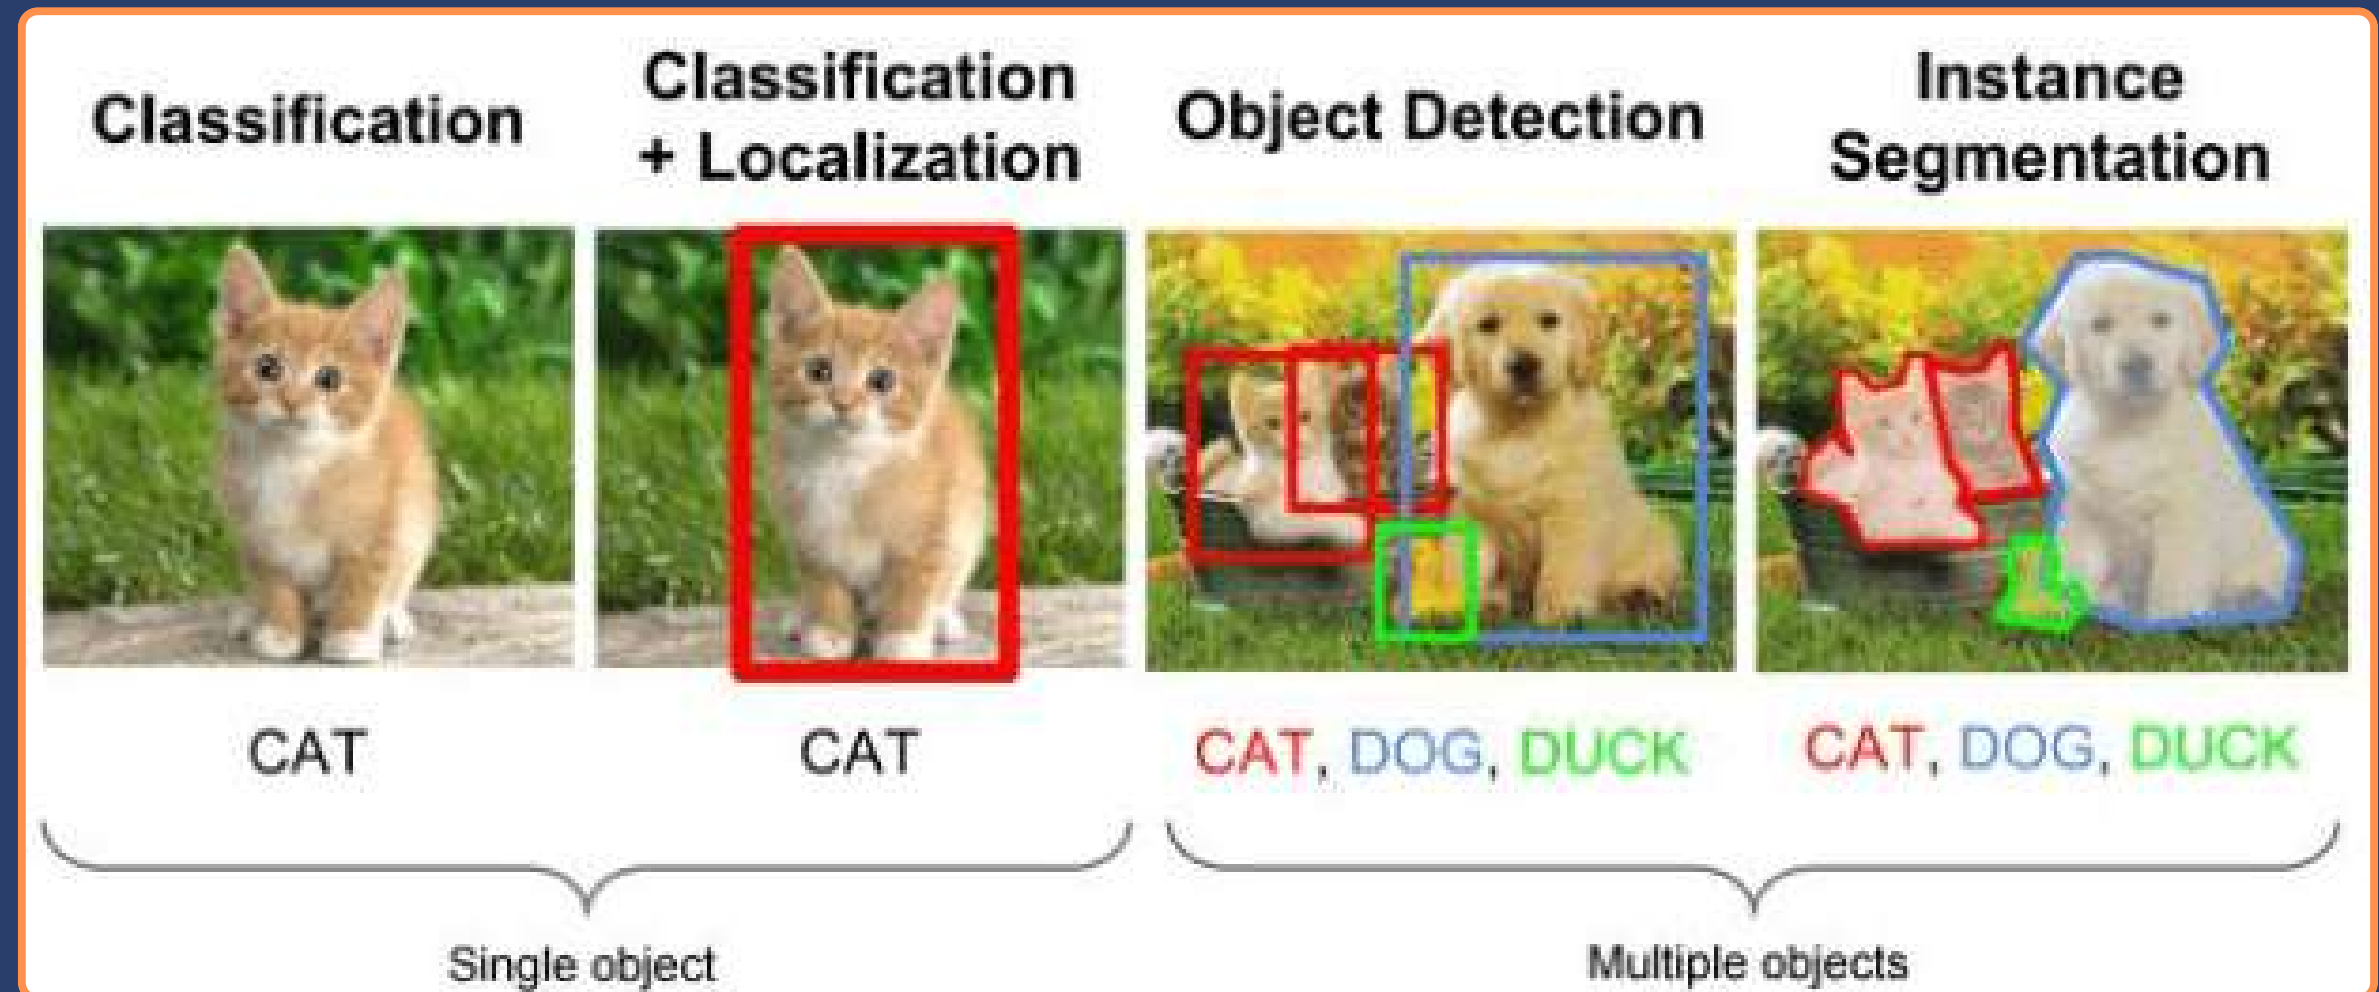 Classification
Classification
+ Localization
Object Detection
Instance
Segmentation
CAT
CAT
CAT, DOG, DUCK
CAT, DOG, DUCK
Single object
Multiple objects